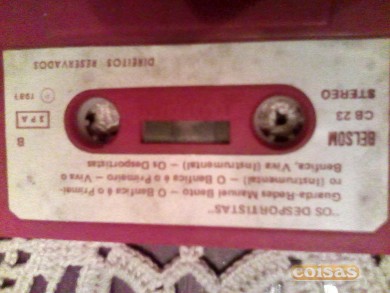 "OS DESPORTISTAS"
Guarda-Redes Manuel Bento — O Benfica é o Primei-
ro (Instrumental) — O Benfica é o Primeiro — Viva o
Benfica, Viva (Instrumental) — Os Desportistas
BELSOM
CB 23
STEREO
B
SPA
P 1987
DIREITOS RESERVADOS
coisas